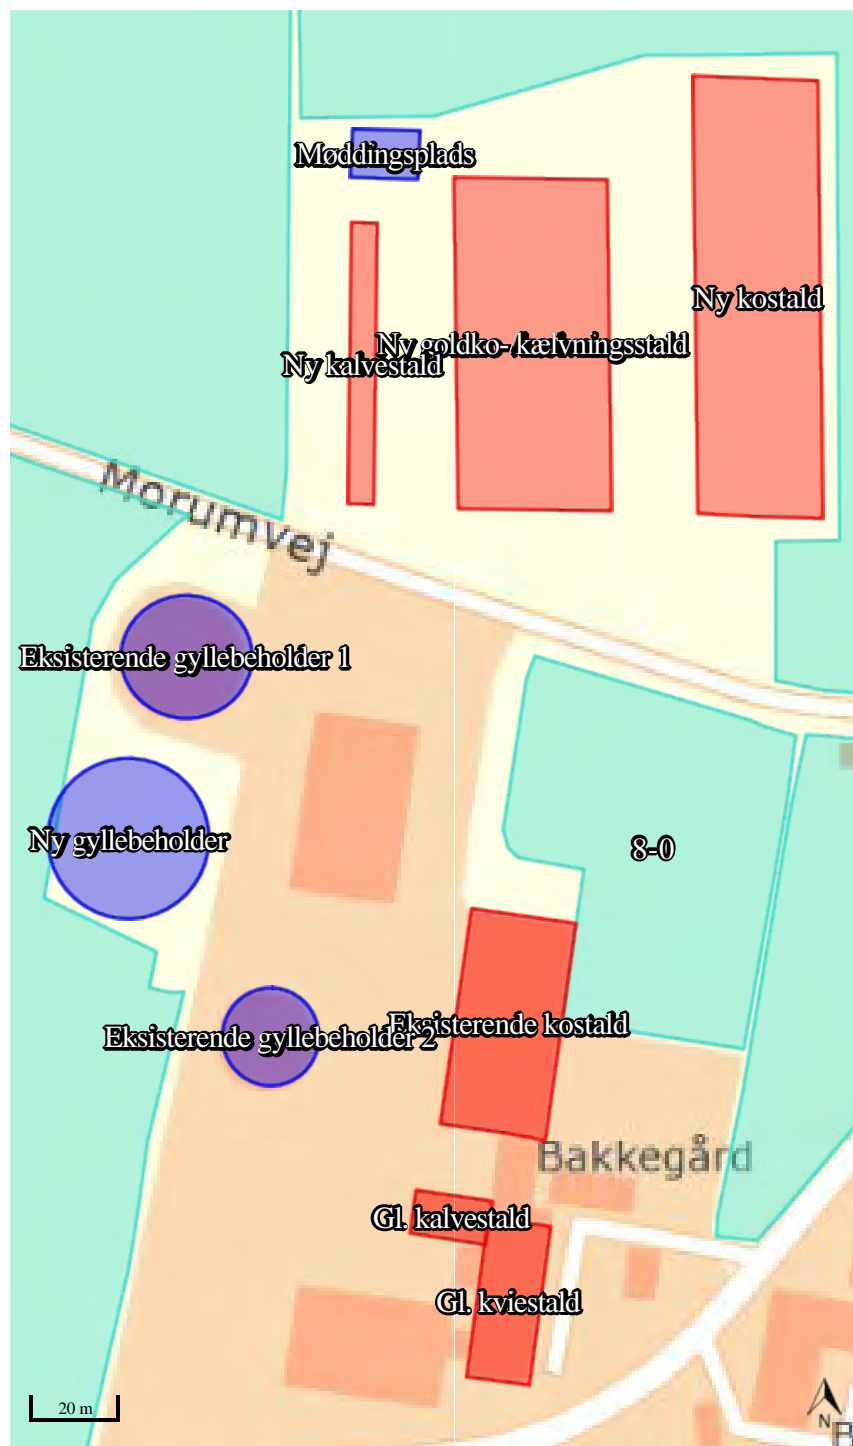 Møddingsplads
Ny kostald
Ny goldko-/kælvningsstald
Ny kalvestald
Morumvej
Eksisterende gyllebeholder 1
Ny gyllebeholder
8-0
Eksisterende kostald
Eksisterende gyllebeholder 2
Bakkegård
Gl. kalvestald
Gl. kviestald
20 m
N